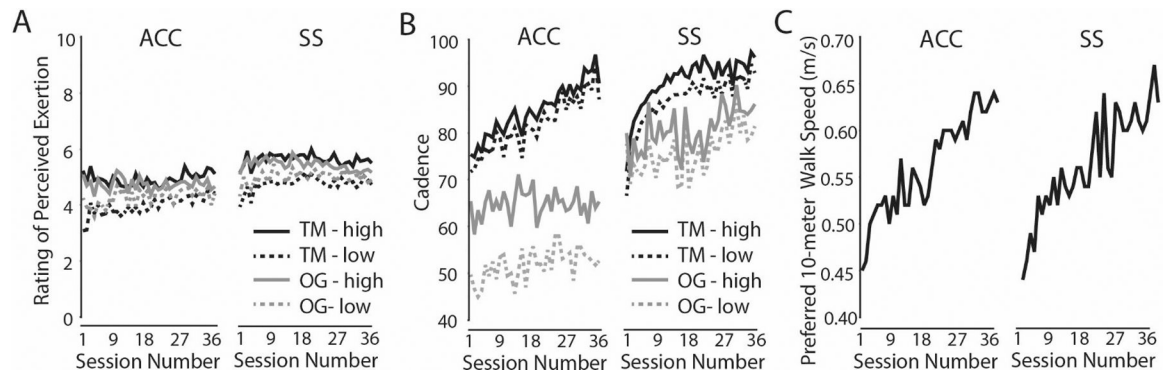 A
ACC
SS
Rating of Perceived Exertion
10
8
6
4
2
0
TM - high
TM - low
OG - high
OG- low
1 9 18 27 36
Session Number
1 9 18 27 36
Session Number
B
ACC
SS
Cadence
100
90
80
70
60
50
40
TM - high
TM - low
OG - high
OG- low
1 9 18 27 36
Session Number
1 9 18 27 36
Session Number
C
ACC
SS
Preferred 10-meter Walk Speed (m/s)
0.70
0.65
0.60
0.55
0.50
0.45
0.40
1 9 18 27 36
Session Number
1 9 18 27 36
Session Number